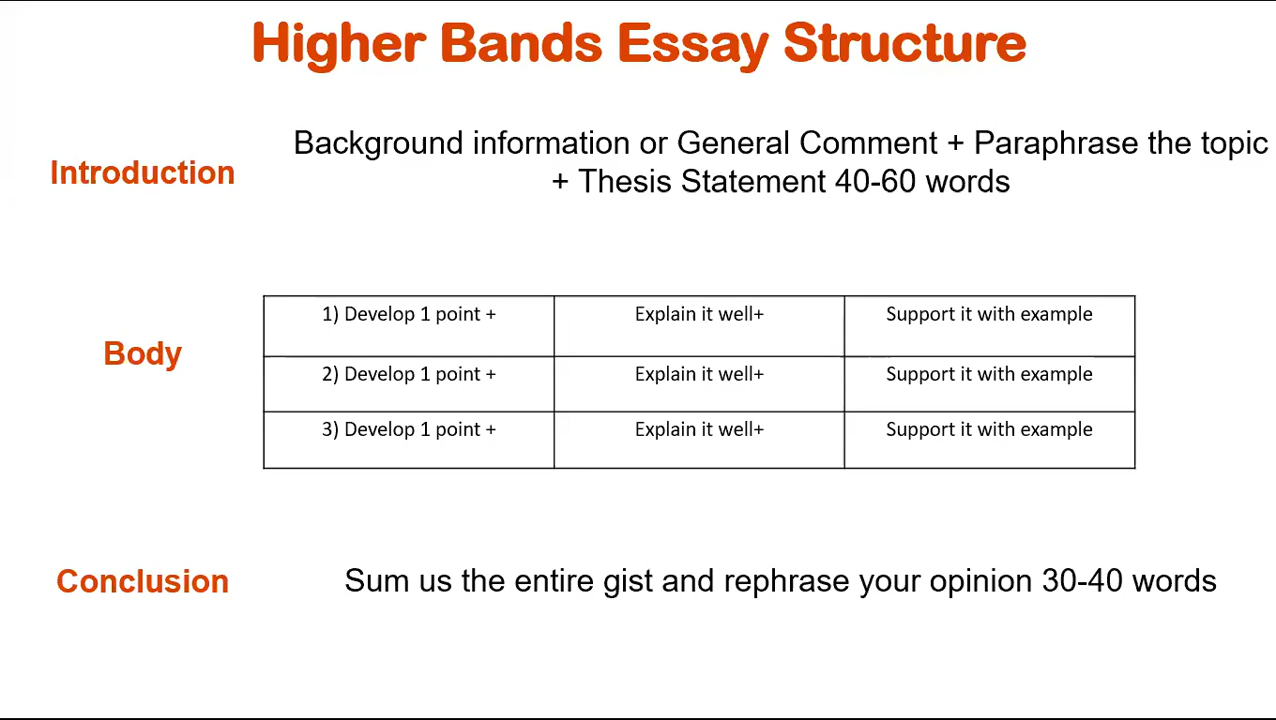 Higher Bands Essay Structure
Introduction
Background information or General Comment + Paraphrase the topic
+ Thesis Statement 40-60 words
Body
1) Develop 1 point + Explain it well+ Support it with example
2) Develop 1 point + Explain it well+ Support it with example
3) Develop 1 point + Explain it well+ Support it with example
Conclusion
Sum us the entire gist and rephrase your opinion 30-40 words